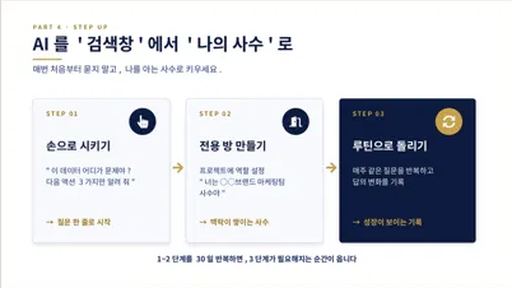 PART 4 · STEP UP
AI 를 '검색창'에서 '나의 사수'로
매번 처음부터 묻지 말고, 나를 아는 사수로 키우세요.
STEP 01
손으로 시키기
"이 데이터 어디가 문제야?
다음 액션 3가지만 알려 줘"
→ 질문 한 줄로 시작
STEP 02
전용 방 만들기
프로젝트에 역할 설정
"너는 ○○브랜드 마케팅팀
사수야"
→ 맥락이 쌓이는 사수
STEP 03
루틴으로 돌리기
매주 같은 질문을 반복하고
답의 변화를 기록
→ 성장이 보이는 기록
1~2 단계를 30 일 반복하면, 3 단계가 필요해지는 순간이 옵니다